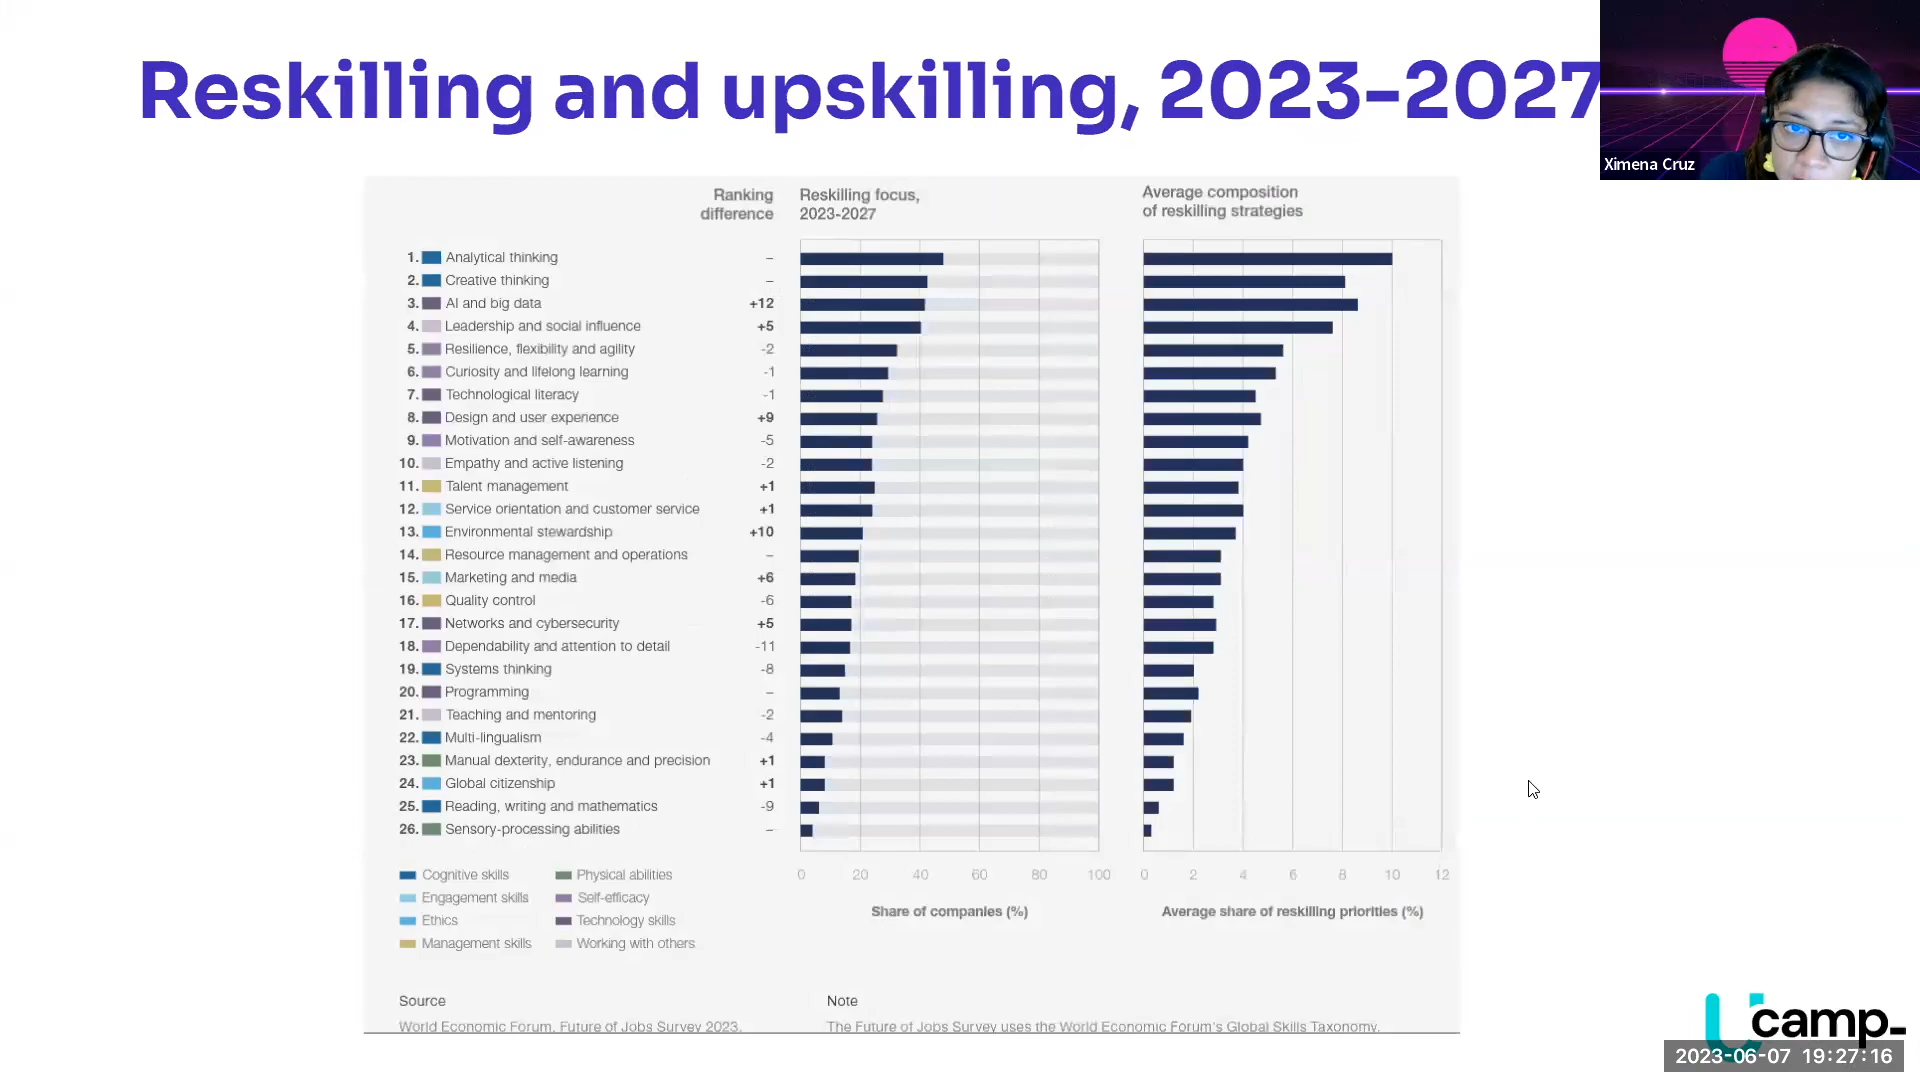 Reskilling and upskilling, 2023-2027
Ximena Cruz
Ranking difference
Reskilling focus, 2023-2027
Average composition of reskilling strategies
1. Analytical thinking –
2. Creative thinking –
3. AI and big data +12
4. Leadership and social influence +5
5. Resilience, flexibility and agility -2
6. Curiosity and lifelong learning -1
7. Technological literacy -1
8. Design and user experience +9
9. Motivation and self-awareness -5
10. Empathy and active listening -2
11. Talent management +1
12. Service orientation and customer service +1
13. Environmental stewardship +10
14. Resource management and operations –
15. Marketing and media +6
16. Quality control -6
17. Networks and cybersecurity +5
18. Dependability and attention to detail -11
19. Systems thinking -8
20. Programming –
21. Teaching and mentoring -2
22. Multi-lingualism -4
23. Manual dexterity, endurance and precision +1
24. Global citizenship +1
25. Reading, writing and mathematics -9
26. Sensory-processing abilities –
0 20 40 60 80 100
Share of companies (%)
0 2 4 6 8 10 12
Average share of reskilling priorities (%)
Cognitive skills
Engagement skills
Ethics
Management skills
Physical abilities
Self-efficacy
Technology skills
Working with others
Source
World Economic Forum, Future of Jobs Survey 2023.
Note
The Future of Jobs Survey uses the World Economic Forum's Global Skills Taxonomy.
Ucamp_
2023-06-07 19:27:16